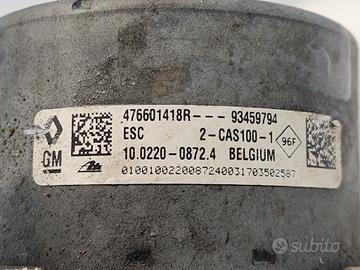 476601418R--- 93459794
ESC 2-CAS100-1
96F
GM
10.0220-0872.4 BELGIUM
0100100220087240031703502587
subito